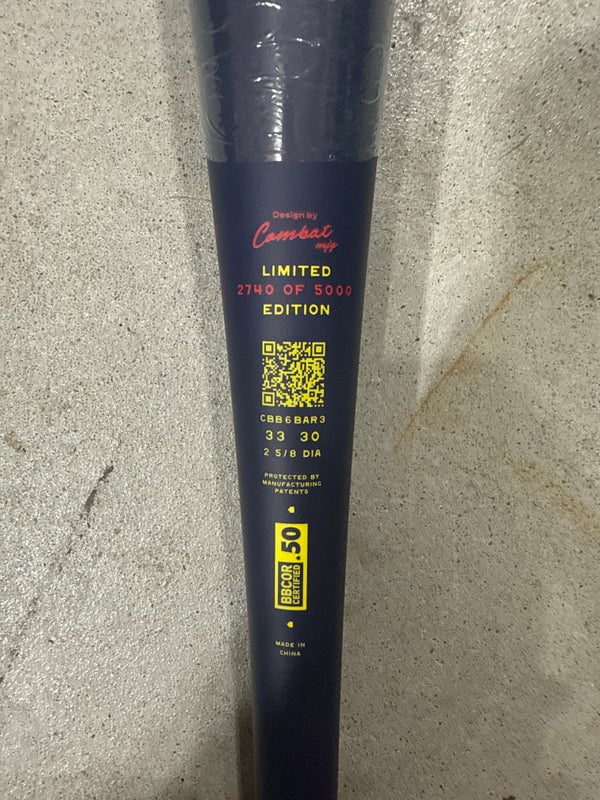 Design by
Combat
mfg
LIMITED
2740 OF 5000
EDITION
CBB6BAR3
33 30
2 5/8 DIA
PROTECTED BY
MANUFACTURING
PATENTS
BBCOR
CERTIFIED
.50
MADE IN
CHINA